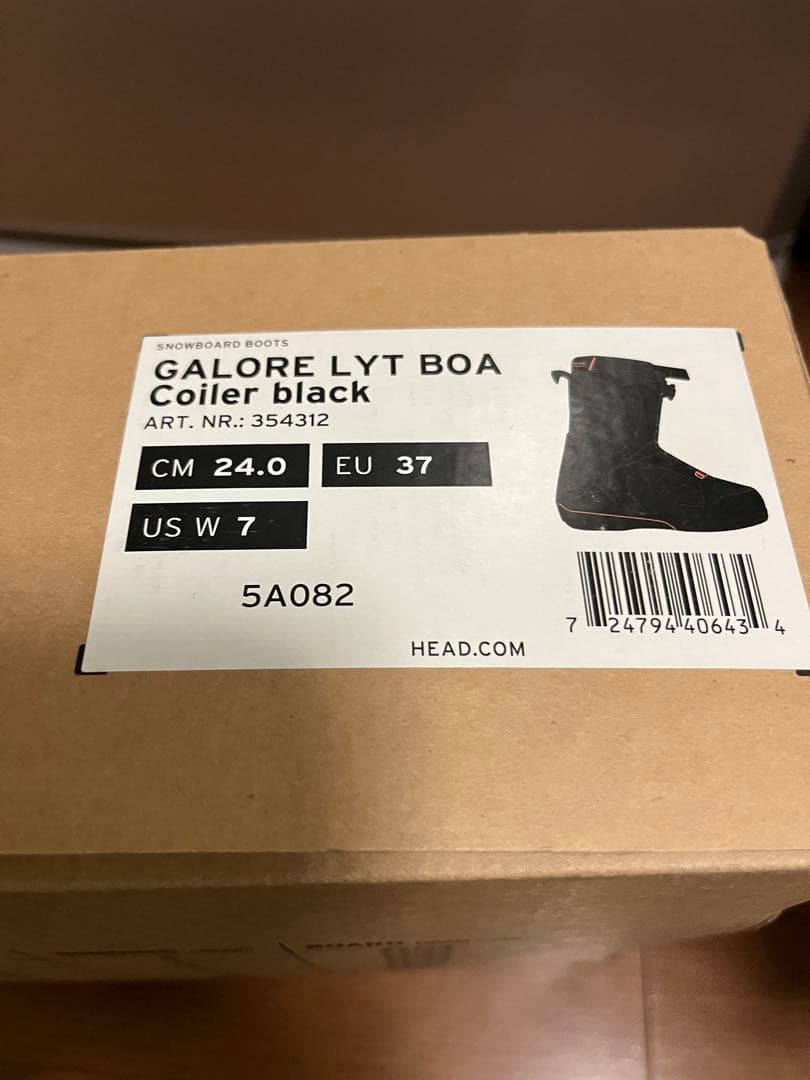 SNOWBOARD BOOTS
GALORE LYT BOA
Coiler black
ART. NR.: 354312
CM 24.0 EU 37
US W 7
5A082
7 24794 40643 4
HEAD.COM